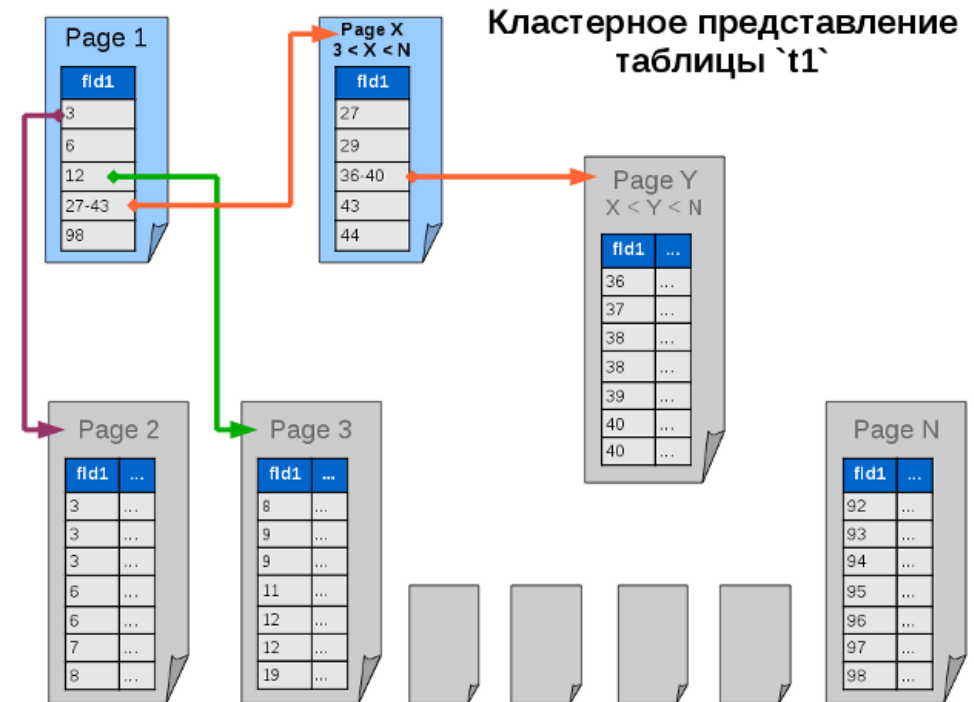 Кластерное представление
таблицы `t1`
Page 1
fld1
3
6
12
27-43
98
Page X
3 < X < N
fld1
27
29
36-40
43
44
Page Y
X < Y < N
fld1 ...
36 ...
37 ...
38 ...
38 ...
39 ...
40 ...
40 ...
Page 2
fld1 ...
3 ...
3 ...
3 ...
6 ...
6 ...
7 ...
8 ...
Page 3
fld1 ...
8 ...
9 ...
9 ...
11 ...
12 ...
12 ...
19 ...
Page N
fld1 ...
92 ...
93 ...
94 ...
95 ...
96 ...
97 ...
98 ...